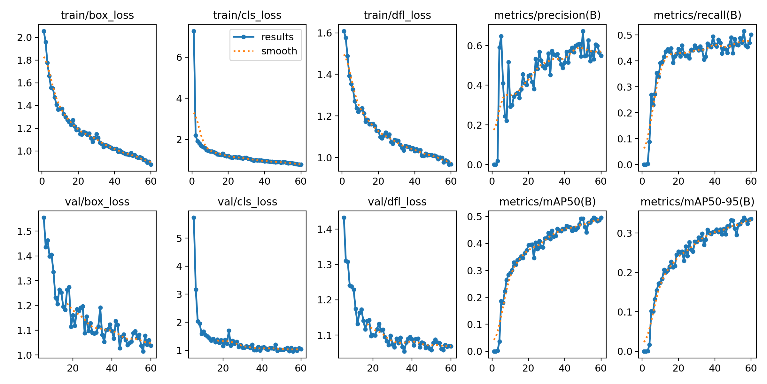 train/box_loss
train/cls_loss
train/dfl_loss
metrics/precision(B)
metrics/recall(B)
2.0
1.8
1.6
1.4
1.2
1.0
0 20 40 60
results
smooth
6
4
2
0 20 40 60
1.6
1.4
1.2
1.0
0 20 40 60
0.6
0.4
0.2
0.0
0 20 40 60
0.5
0.4
0.3
0.2
0.1
0.0
0 20 40 60
val/box_loss
val/cls_loss
val/dfl_loss
metrics/mAP50(B)
metrics/mAP50-95(B)
1.5
1.4
1.3
1.2
1.1
1.0
20 40 60
5
4
3
2
1
0 20 40 60
1.4
1.3
1.2
1.1
20 40 60
0.5
0.4
0.3
0.2
0.1
0.0
0 20 40 60
0.3
0.2
0.1
0.0
0 20 40 60